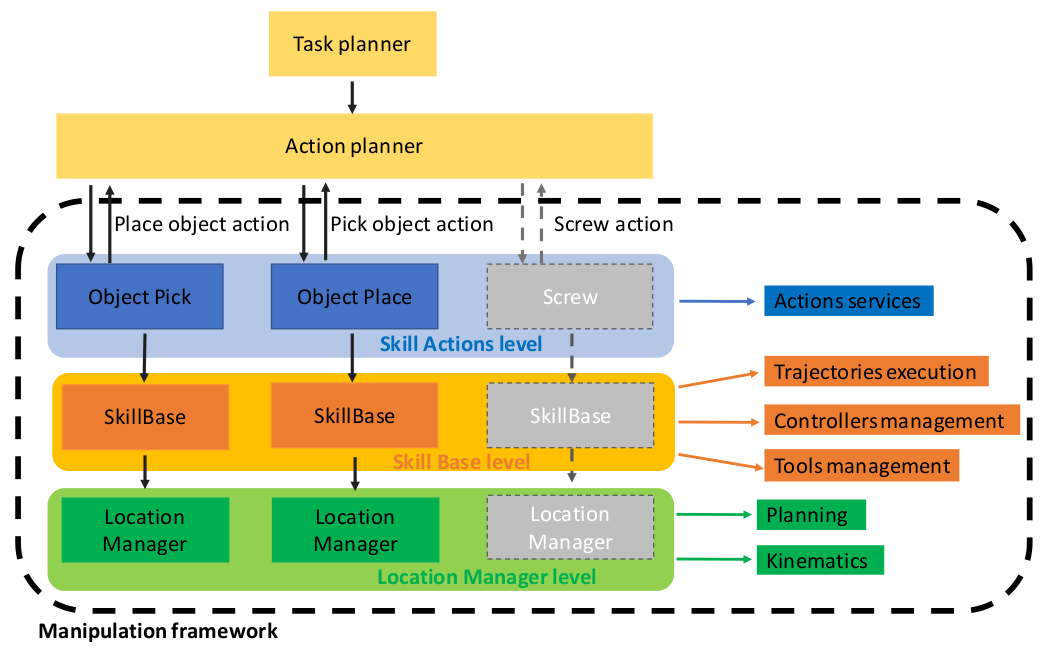 Task planner
Action planner
Place object action
Pick object action
Screw action
Object Pick
Object Place
Screw
Actions services
Skill Actions level
Trajectories execution
SkillBase
SkillBase
SkillBase
Controllers management
Skill Base level
Tools management
Location
Manager
Location
Manager
Location
Manager
Planning
Kinematics
Location Manager level
Manipulation framework